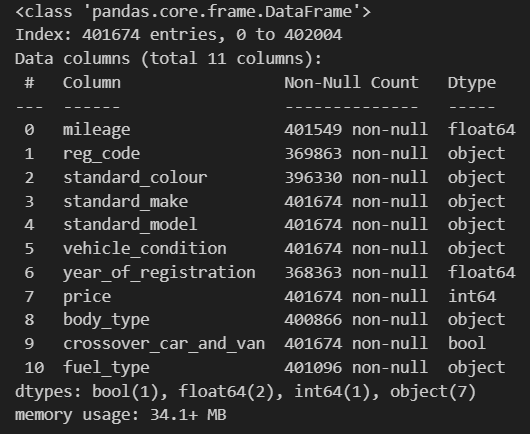 <class 'pandas.core.frame.DataFrame'>
Index: 401674 entries, 0 to 402004
Data columns (total 11 columns):
 #   Column                 Non-Null Count   Dtype
---  ------                 --------------   -----
 0   mileage                401549 non-null  float64
 1   reg_code               369863 non-null  object
 2   standard_colour        396330 non-null  object
 3   standard_make          401674 non-null  object
 4   standard_model         401674 non-null  object
 5   vehicle_condition      401674 non-null  object
 6   year_of_registration   368363 non-null  float64
 7   price                  401674 non-null  int64
 8   body_type              400866 non-null  object
 9   crossover_car_and_van  401674 non-null  bool
 10  fuel_type              401096 non-null  object
dtypes: bool(1), float64(2), int64(1), object(7)
memory usage: 34.1+ MB